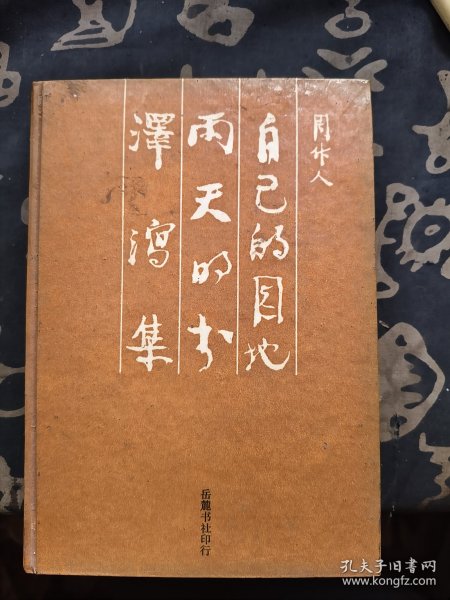 周作人
自己的園地
雨天的书
澤瀉集
岳麓书社印行
孔夫子旧书网
www.kongfz.com